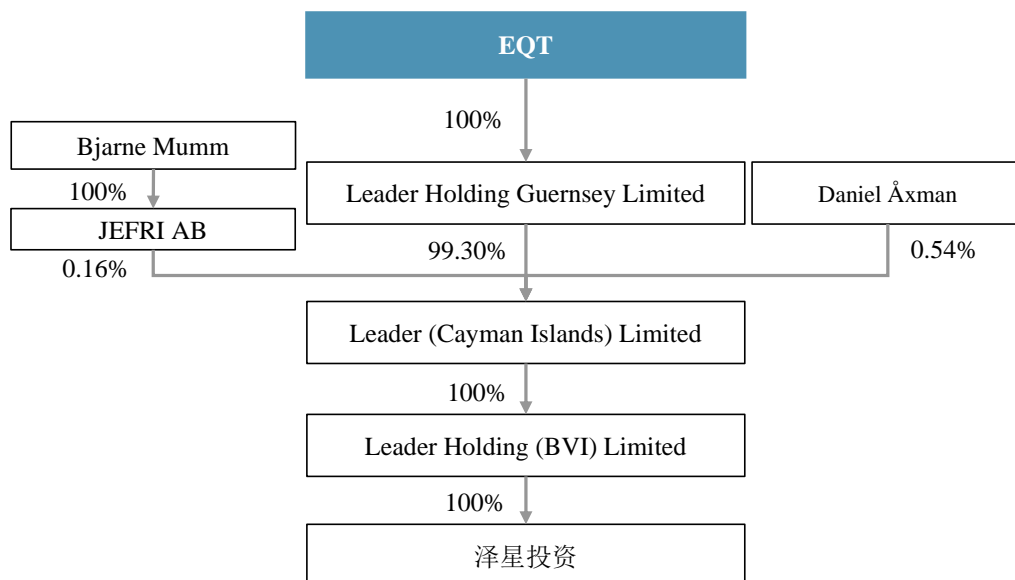 EQT
100%
Bjarne Mumm
100%
Leader Holding Guernsey Limited
Daniel Åxman
JEFRI AB
0.16%
99.30%
0.54%
Leader (Cayman Islands) Limited
100%
Leader Holding (BVI) Limited
100%
泽星投资